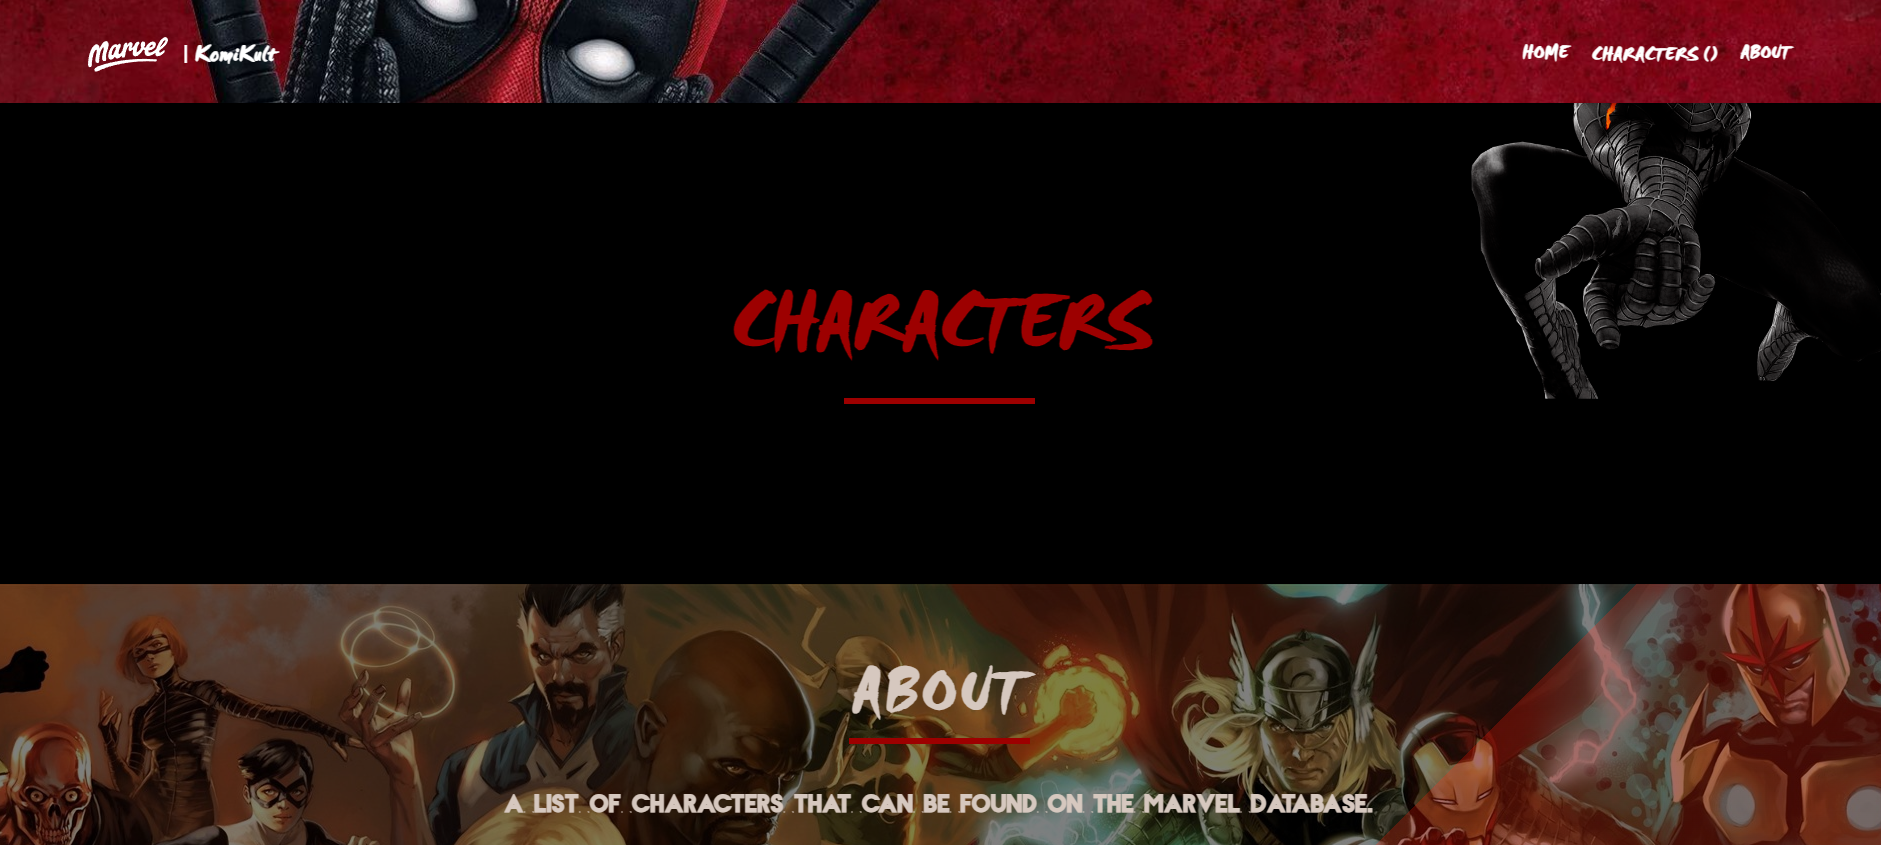 Marvel | KomiKult HOME CHARACTERS () ABOUT
CHARACTERS
ABOUT
A LIST OF CHARACTERS THAT CAN BE FOUND ON THE MARVEL DATABASE.